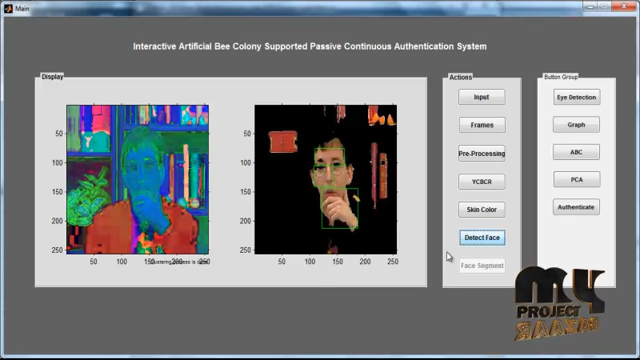 Main
Interactive Artificial Bee Colony Supported Passive Continuous Authentication System
Display
50
100
150
200
250
50
100
150
200
250
50
100
150
200
250
50
100
150
200
250
Actions
Input
Frames
Pre-Processing
YCBCR
Skin Color
Detect Face
Face Segment
Button Group
Eye Detection
Graph
ABC
PCA
Authenticate
MY
PROJECT